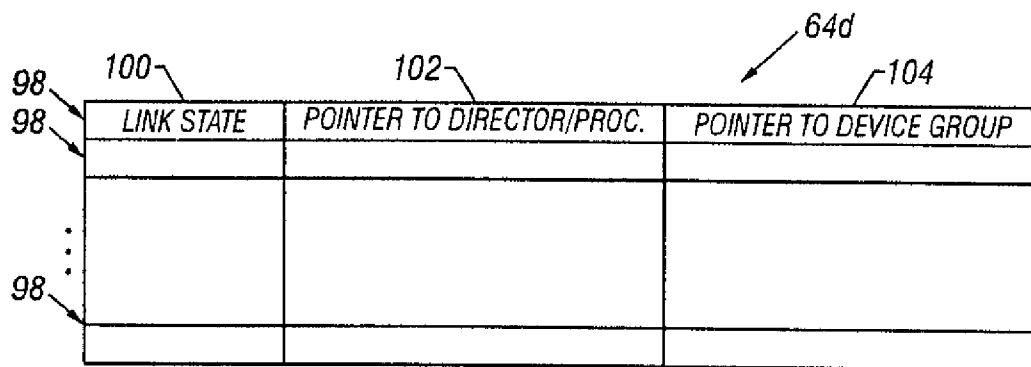 64d
100 102 104
98
LINK STATE POINTER TO DIRECTOR/PROC. POINTER TO DEVICE GROUP
98
98